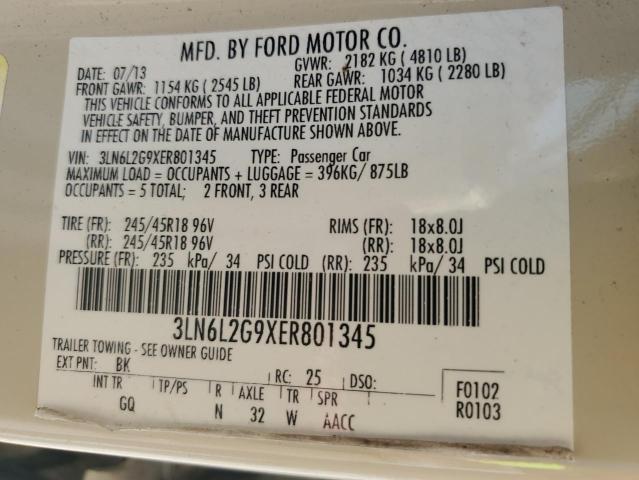 MFD. BY FORD MOTOR CO.
DATE: 07/13 GVWR: 2182 KG ( 4810 LB)
FRONT GAWR: 1154 KG ( 2545 LB) REAR GAWR: 1034 KG ( 2280 LB)
THIS VEHICLE CONFORMS TO ALL APPLICABLE FEDERAL MOTOR
VEHICLE SAFETY, BUMPER, AND THEFT PREVENTION STANDARDS
IN EFFECT ON THE DATE OF MANUFACTURE SHOWN ABOVE.
VIN: 3LN6L2G9XER801345 TYPE: Passenger Car
MAXIMUM LOAD = OCCUPANTS + LUGGAGE = 396KG/ 875LB
OCCUPANTS = 5 TOTAL; 2 FRONT, 3 REAR
TIRE (FR): 245/45R18 96V RIMS (FR): 18x8.0J
(RR): 245/45R18 96V (RR): 18x8.0J
PRESSURE (FR): 235 kPa/ 34 PSI COLD (RR): 235 kPa/ 34 PSI COLD
3LN6L2G9XER801345
TRAILER TOWING - SEE OWNER GUIDE
EXT PNT: BK RC: 25 DSO:
INT TR TP/PS R AXLE TR SPR F0102
GQ N 32 W AACC R0103